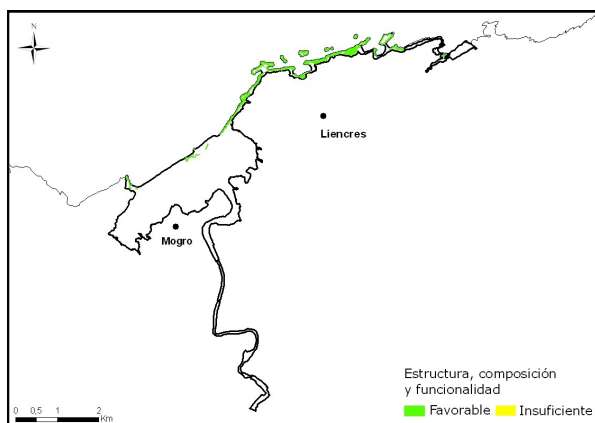 N
Liencres
Mogro
Estructura, composición
y funcionalidad
Favorable Insuficiente
0 0,5 1 2
Km